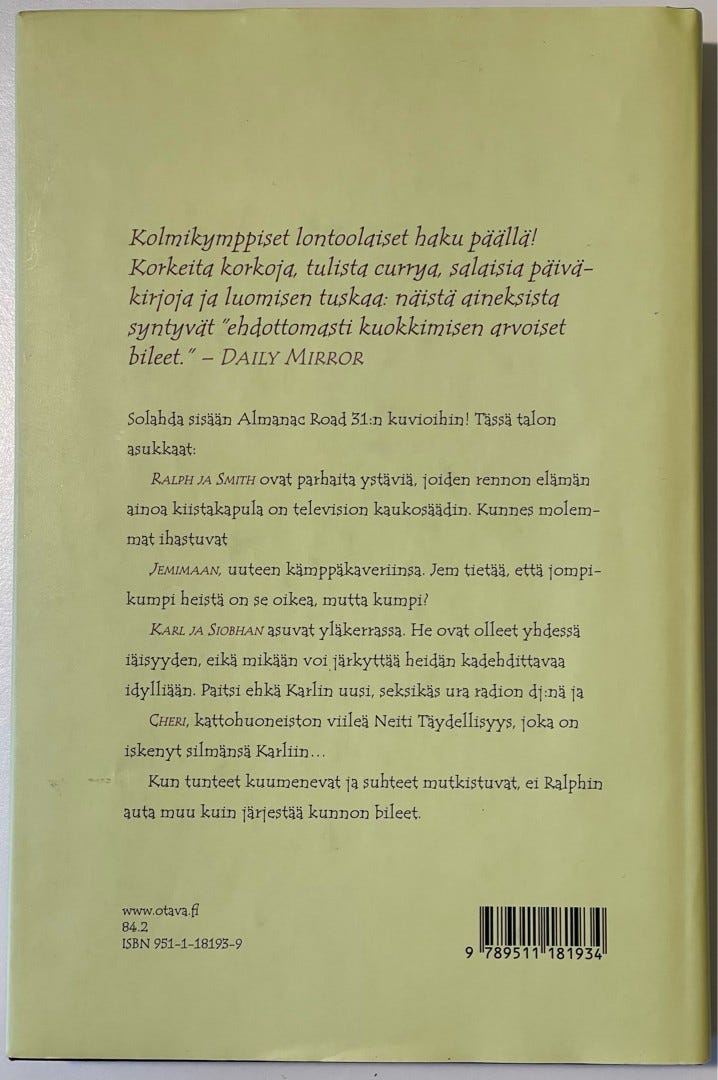 Kolmikymppiset lontoolaiset haku päällä!
Korkeita korkoja, tulista currya, salaisia päivä-
kirjoja ja luomisen tuskaa: näistä aineksista
syntyvät "ehdottomasti kuokkimisen arvoiset
bileet." – DAILY MIRROR
Solahda sisään Almanac Road 31:n kuvioihin! Tässä talon
asukkaat:
RALPH JA SMITH ovat parhaita ystäviä, joiden rennon elämän
ainoa kiistakapula on television kaukosäädin. Kunnes molem-
mat ihastuvat
JEMIMAAN, uuteen kämppäkaveriinsa. Jem tietää, että jompi-
kumpi heistä on se oikea, mutta kumpi?
KARL JA SIOBHAN asuvat yläkerrassa. He ovat olleet yhdessä
iäisyyden, eikä mikään voi järkyttää heidän kadehdittavaa
idylliään. Paitsi ehkä Karlin uusi, seksikäs ura radion dj:nä ja
CHERI, kattohuoneiston viileä Neiti Täydellisyys, joka on
iskenyt silmänsä Karliin...
Kun tunteet kuumenevat ja suhteet mutkistuvat, ei Ralphin
auta muu kuin järjestää kunnon bileet.
www.otava.fi
84.2
ISBN 951-1-18193-9
9 789511 181934